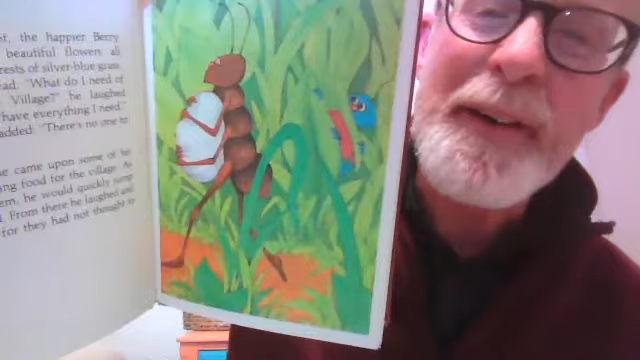 the happier Berry
beautiful flowers all
rests of silver-blue grass.
ead. "What do I need of
Village?" he laughed
have everything I need."
added. "There's no one to
e came upon some of his
ng food for the village. As
em, he would quickly jump
From there he laughed and
for they had not thought to